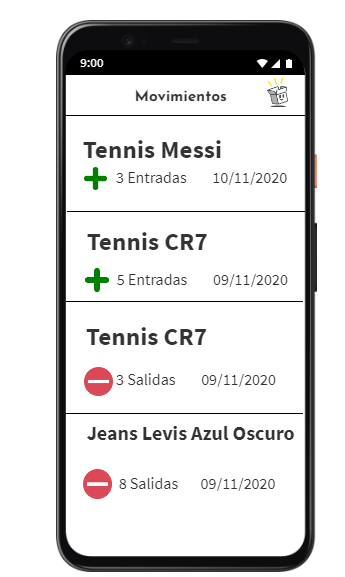 9:00
Movimientos
Tennis Messi
3 Entradas 10/11/2020
Tennis CR7
5 Entradas 09/11/2020
Tennis CR7
3 Salidas 09/11/2020
Jeans Levis Azul Oscuro
8 Salidas 09/11/2020